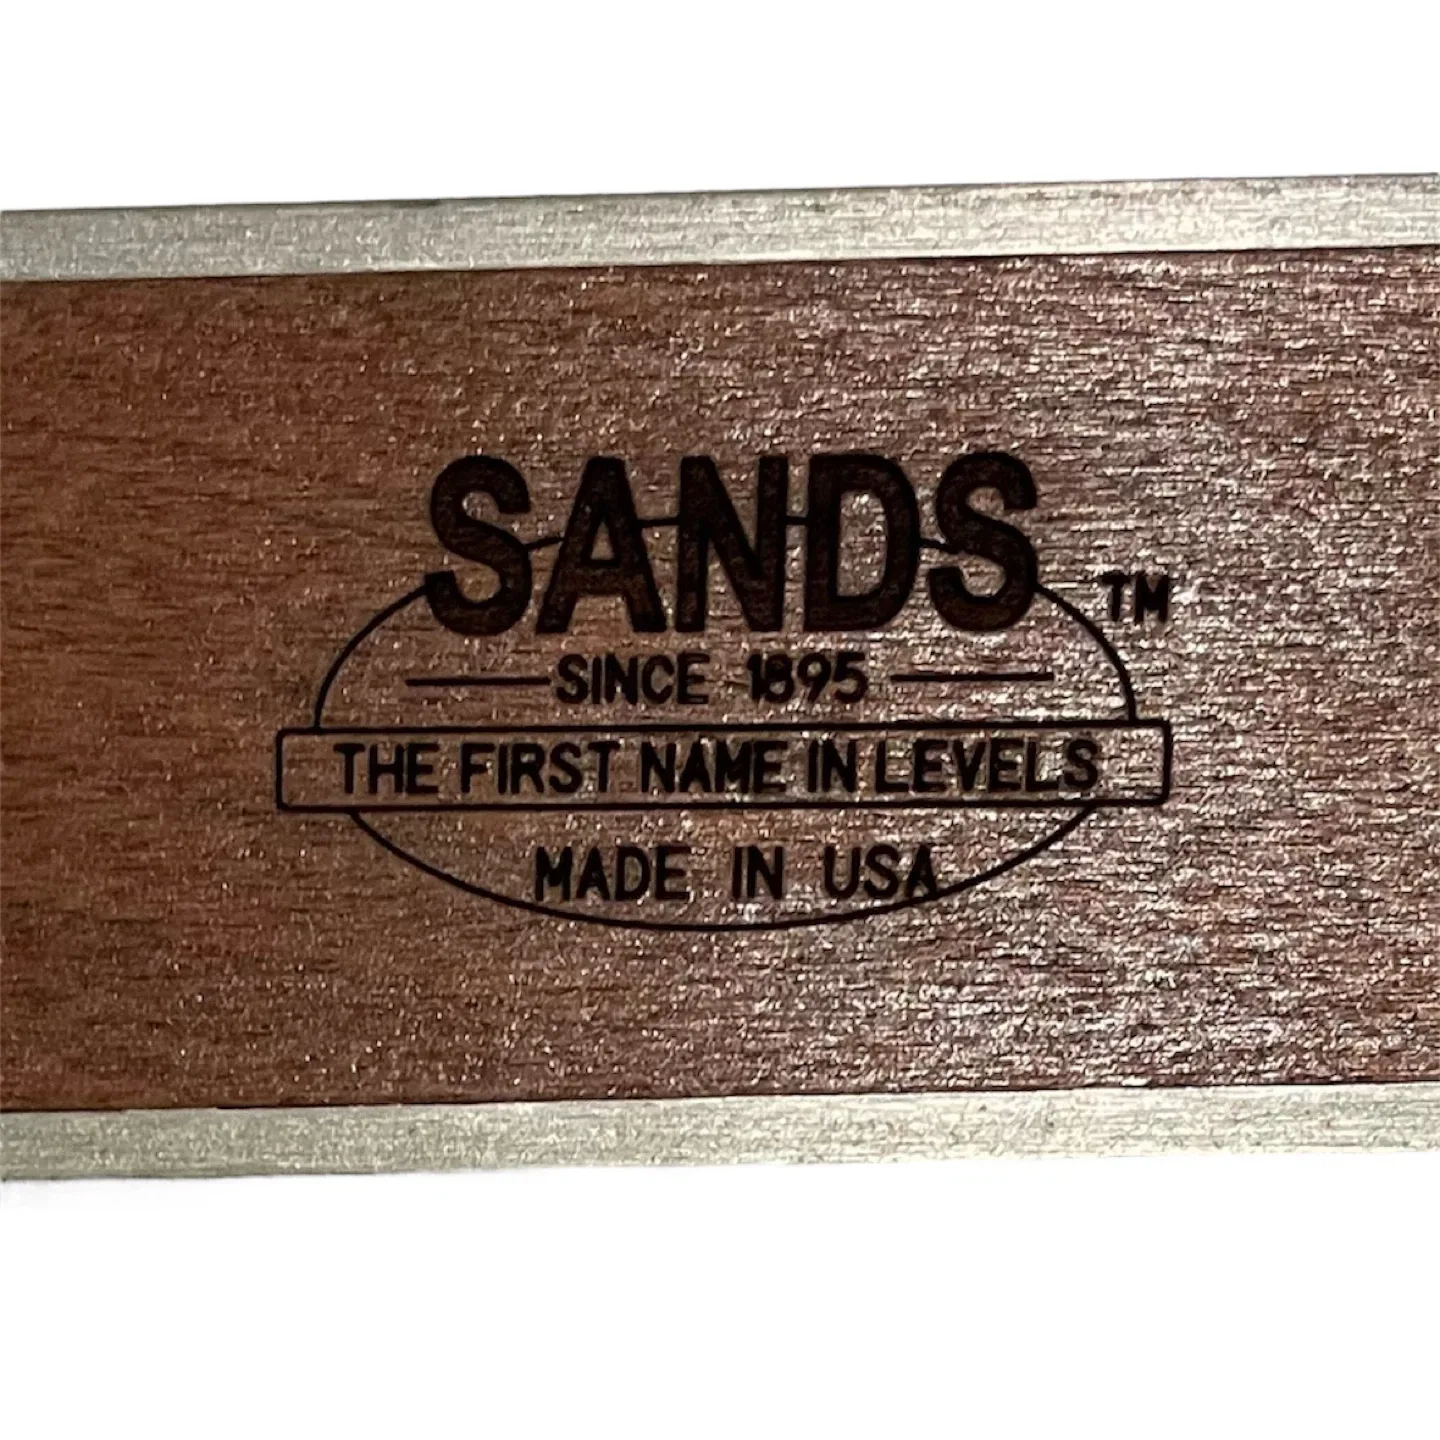 SANDS
TM
SINCE 1895
THE FIRST NAME IN LEVELS
MADE IN USA